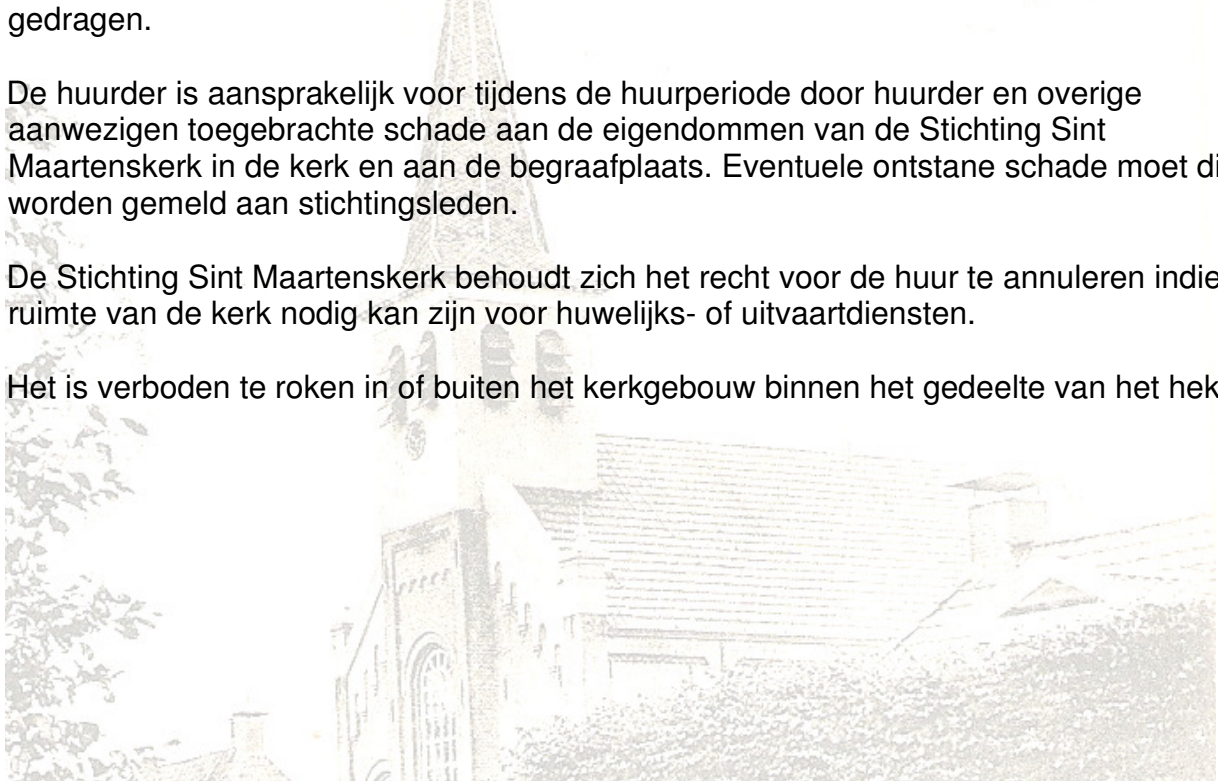 gedragen.
De huurder is aansprakelijk voor tijdens de huurperiode door huurder en overige
aanwezigen toegebrachte schade aan de eigendommen van de Stichting Sint
Maartenskerk in de kerk en aan de begraafplaats. Eventuele ontstane schade moet di
worden gemeld aan stichtingsleden.
De Stichting Sint Maartenskerk behoudt zich het recht voor de huur te annuleren indie
ruimte van de kerk nodig kan zijn voor huwelijks- of uitvaartdiensten.
Het is verboden te roken in of buiten het kerkgebouw binnen het gedeelte van het hek